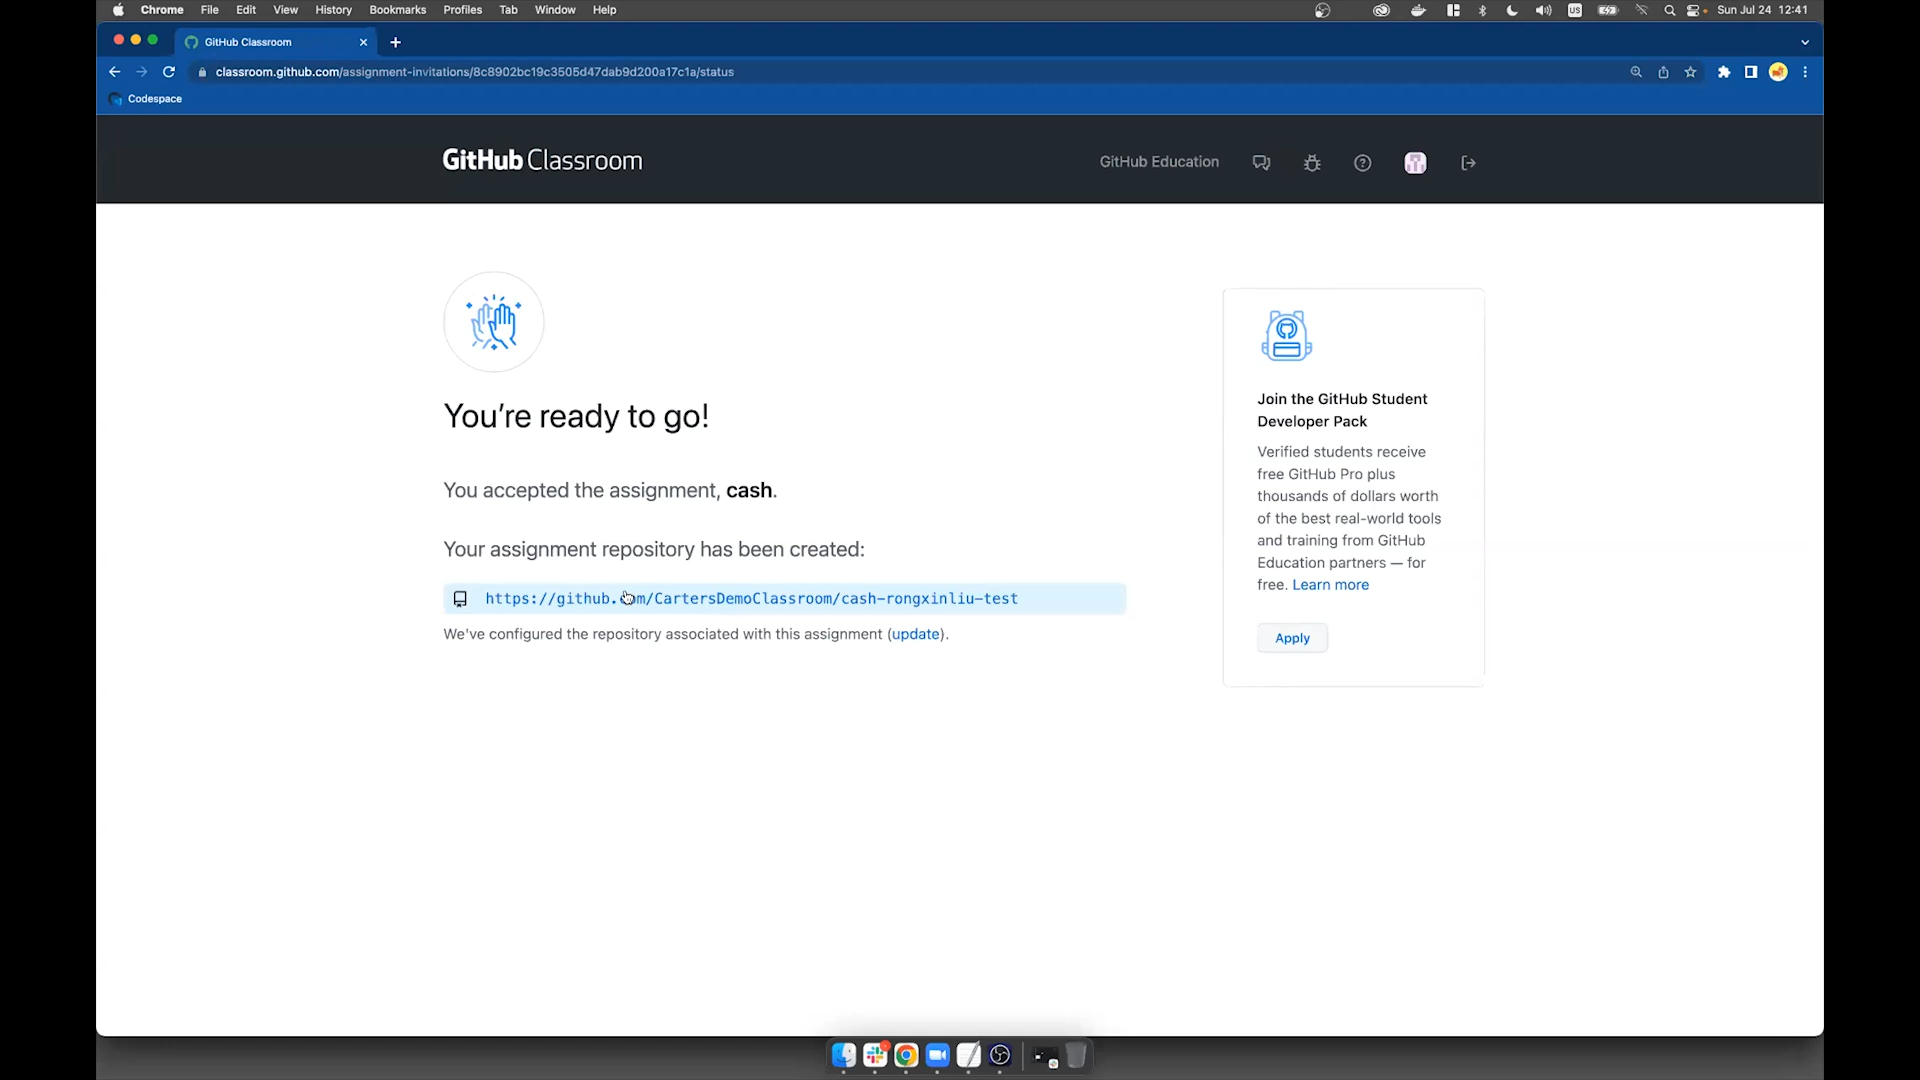 Chrome File Edit View History Bookmarks Profiles Tab Window Help US Sun Jul 24 12:41
GitHub Classroom
classroom.github.com/assignment-invitations/8c8902bc19c3505d47dab9d200a17c1a/status
Codespace
GitHub Classroom
GitHub Education
You're ready to go!
You accepted the assignment, cash.
Your assignment repository has been created:
https://github.com/CartersDemoClassroom/cash-rongxinliu-test
We've configured the repository associated with this assignment (update).
Join the GitHub Student
Developer Pack
Verified students receive
free GitHub Pro plus
thousands of dollars worth
of the best real-world tools
and training from GitHub
Education partners — for
free. Learn more
Apply